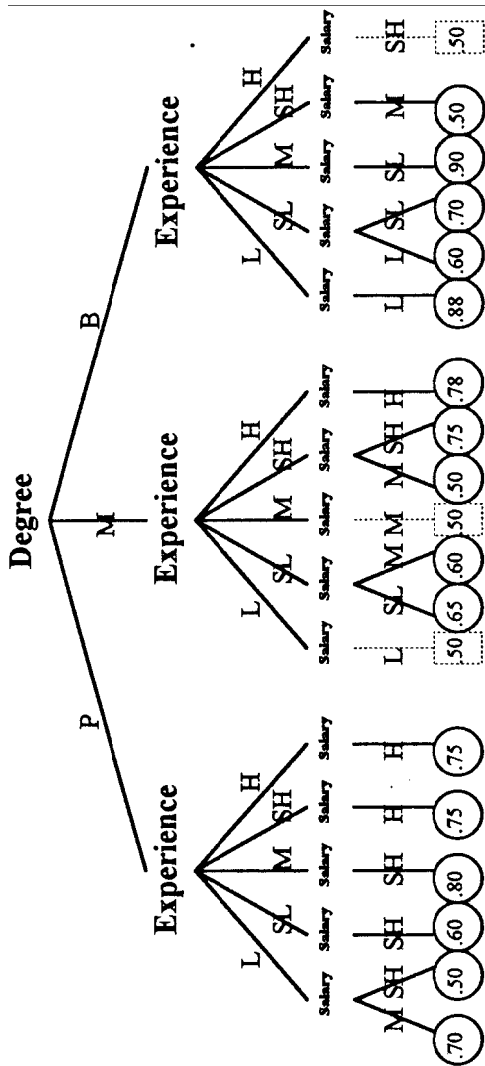 Degree
P M B
Experience Experience Experience
L SL M SH H L SL M SH H L SL M SH H
Salary Salary Salary Salary Salary Salary Salary Salary Salary Salary Salary Salary Salary Salary Salary
M SH SH SH H H L SL M M M SH H L L SL SL M SH
.70 .50 .60 .80 .75 .75 .50 .65 .60 .50 .50 .75 .78 .88 .60 .70 .90 .50 .50